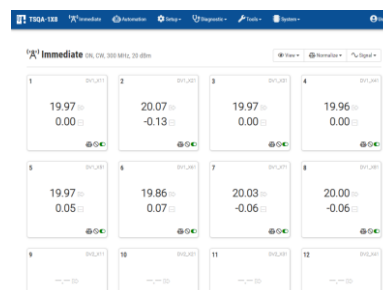 TSQA-1X8 Immediate Automation Setup Diagnostic Tools System
Immediate ON, CW, 300 MHz, 20 dBm View Normalize Signal
1 2 3 4
19.97 20.07 19.97 19.96
0.00 -0.13 0.00 0.00
5 6 7 8
19.97 19.86 20.03 20.00
0.05 0.07 -0.06 -0.06
9 10 11 12
--.-- --.-- --.-- --.--